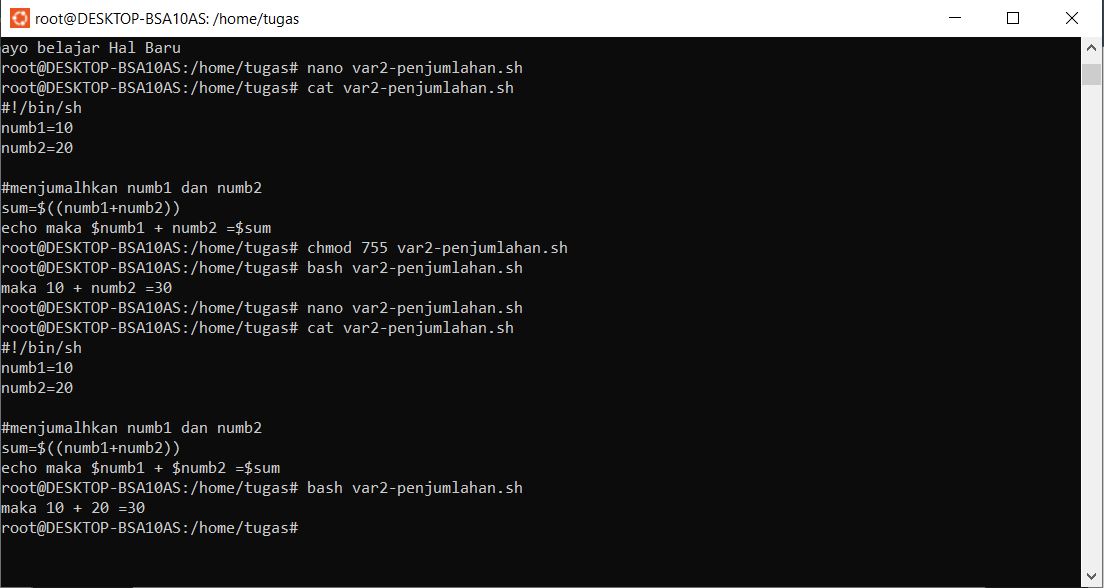 root@DESKTOP-BSA10AS: /home/tugas
ayo belajar Hal Baru
root@DESKTOP-BSA10AS:/home/tugas# nano var2-penjumlahan.sh
root@DESKTOP-BSA10AS:/home/tugas# cat var2-penjumlahan.sh
#!/bin/sh
numb1=10
numb2=20
#menjumalhkan numb1 dan numb2
sum=$((numb1+numb2))
echo maka $numb1 + numb2 =$sum
root@DESKTOP-BSA10AS:/home/tugas# chmod 755 var2-penjumlahan.sh
root@DESKTOP-BSA10AS:/home/tugas# bash var2-penjumlahan.sh
maka 10 + numb2 =30
root@DESKTOP-BSA10AS:/home/tugas# nano var2-penjumlahan.sh
root@DESKTOP-BSA10AS:/home/tugas# cat var2-penjumlahan.sh
#!/bin/sh
numb1=10
numb2=20
#menjumalhkan numb1 dan numb2
sum=$((numb1+numb2))
echo maka $numb1 + $numb2 =$sum
root@DESKTOP-BSA10AS:/home/tugas# bash var2-penjumlahan.sh
maka 10 + 20 =30
root@DESKTOP-BSA10AS:/home/tugas#